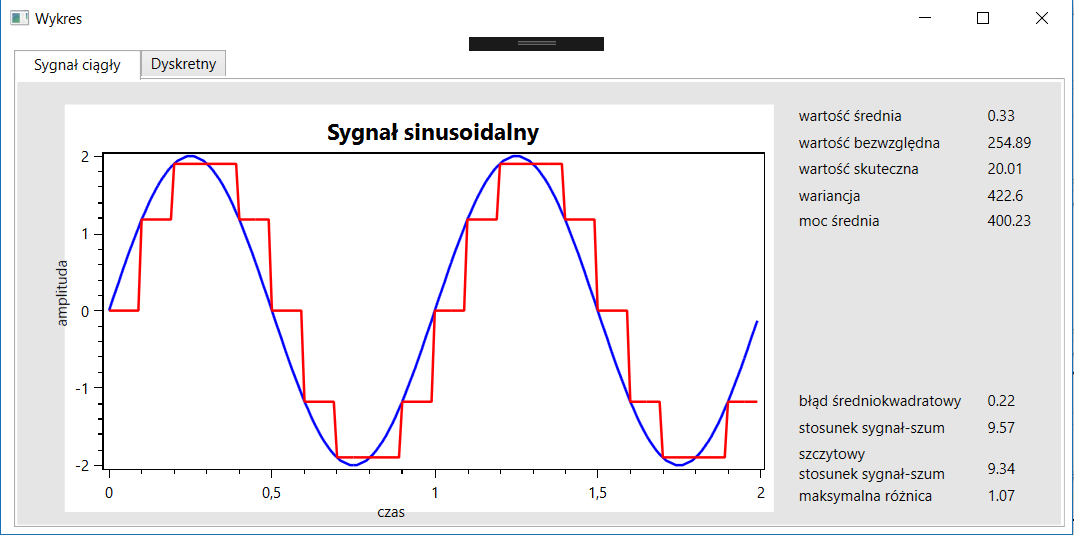 Wykres
Sygnał ciągły
Dyskretny
Sygnał sinusoidalny
amplituda
2
1
0
-1
-2
0
0,5
1
1,5
2
czas
wartość średnia 0.33
wartość bezwzględna 254.89
wartość skuteczna 20.01
wariancja 422.6
moc średnia 400.23
błąd średniokwadratowy 0.22
stosunek sygnał-szum 9.57
szczytowy
stosunek sygnał-szum 9.34
maksymalna różnica 1.07